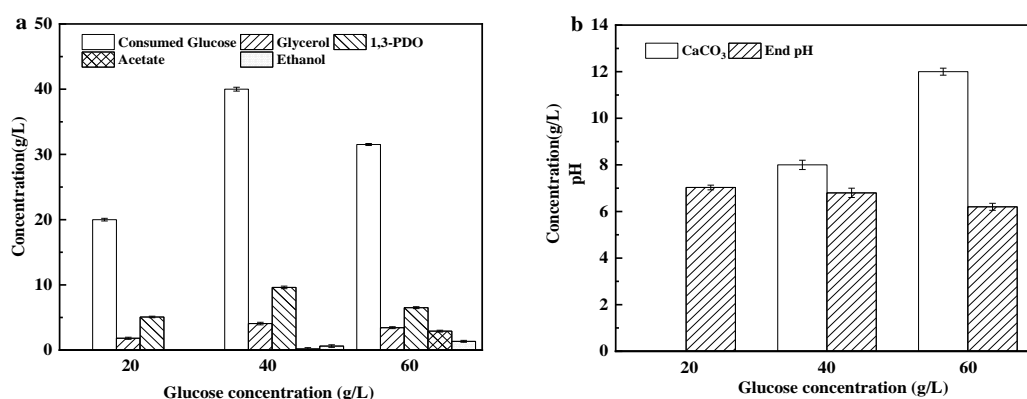 a
50
40
30
20
10
0
Concentration(g/L)
Consumed Glucose Glycerol 1,3-PDO
Acetate Ethanol
20 40 60
Glucose concentration (g/L)
b
14
12
10
8
6
4
2
0
Concentration(g/L)
pH
CaCO₃ End pH
20 40 60
Glucose concentration (g/L)